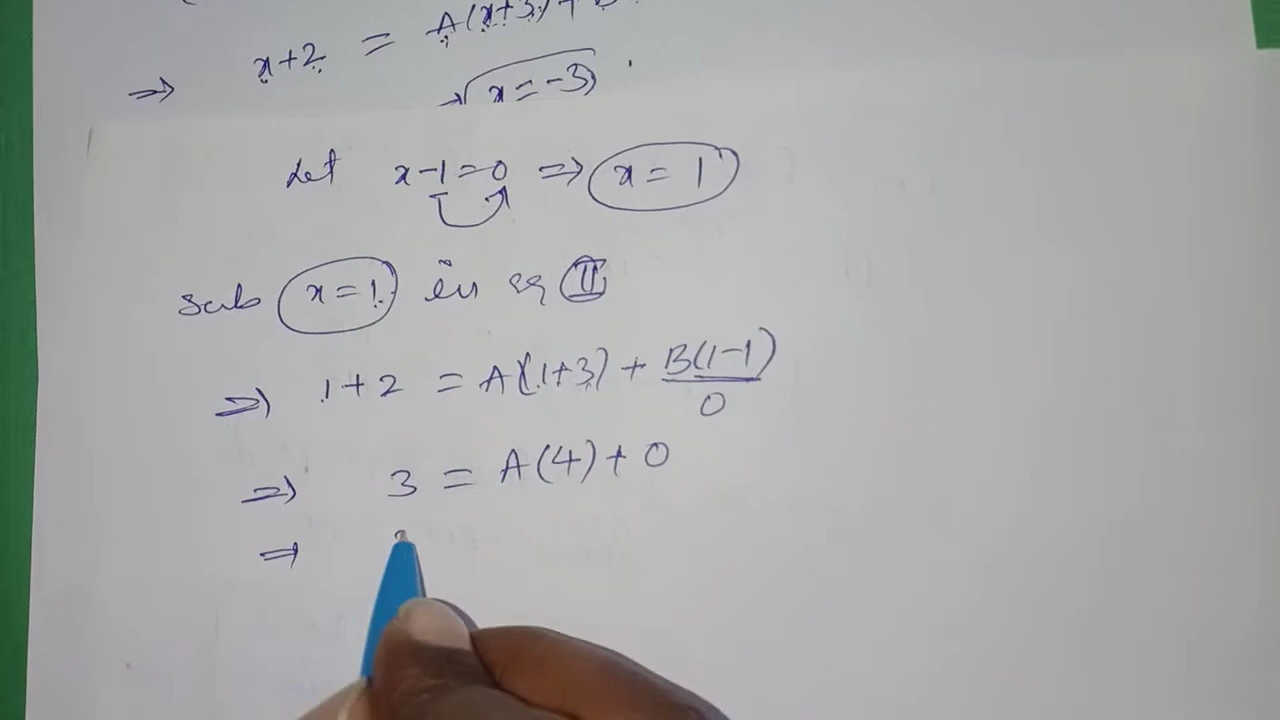 ⇒ x+2 = A(x+3) +
x = -3
Let x-1=0 ⇒ x = 1
sub x=1 in eq II
⇒ 1+2 = A(1+3) + B(1-1)
0
⇒ 3 = A(4) + 0
⇒